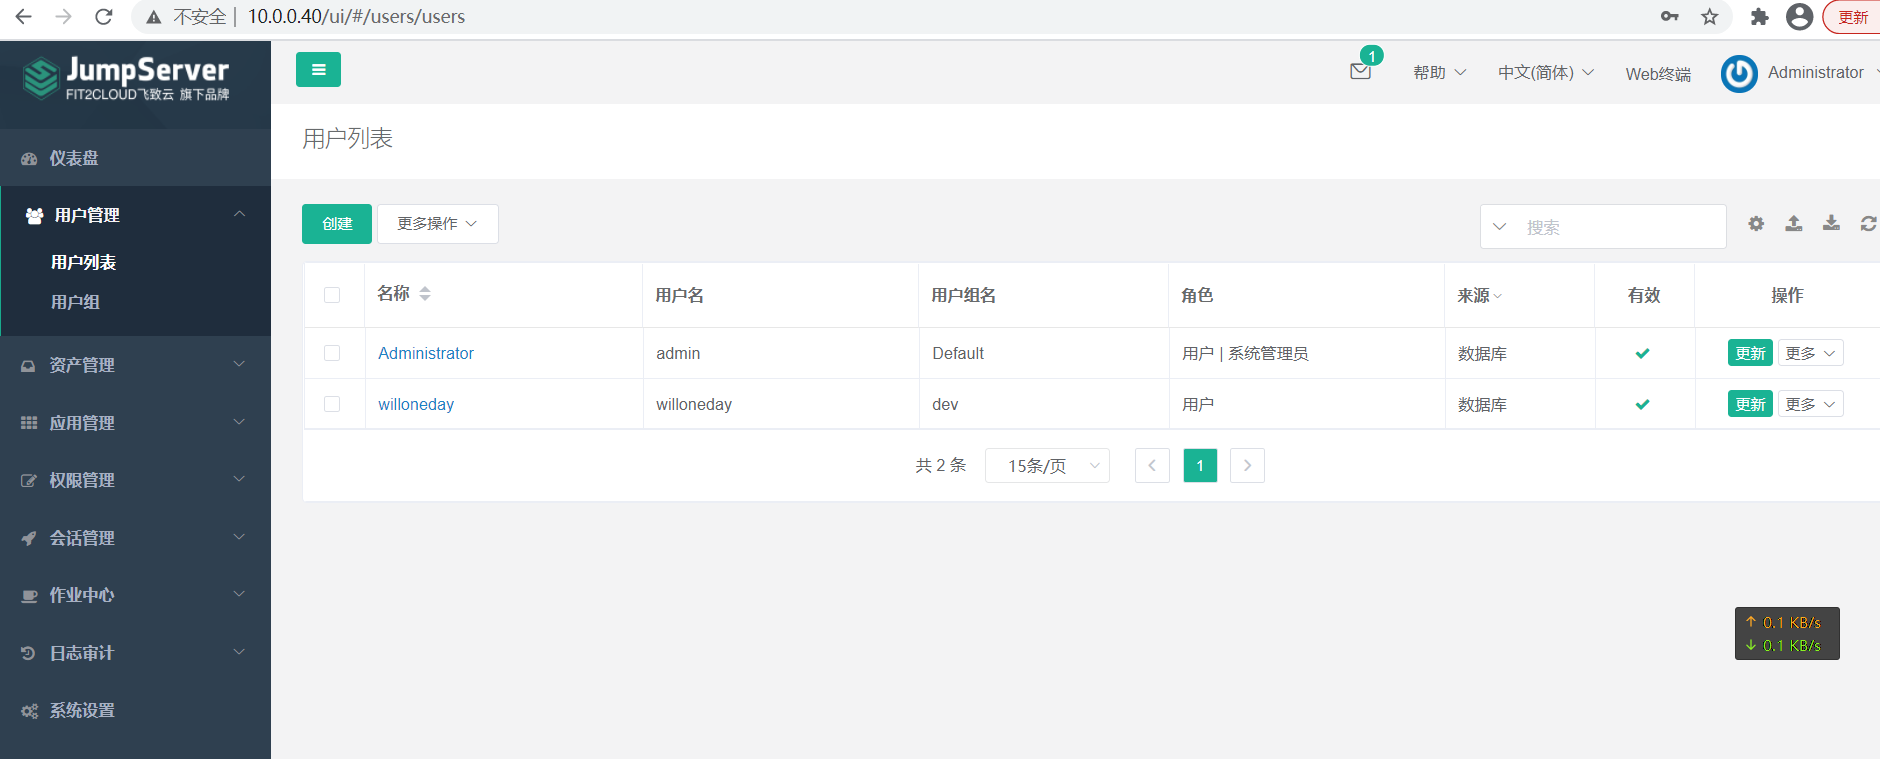 不安全 | 10.0.0.40/ui/#/users/users
更新
JumpServer
FIT2CLOUD飞致云 旗下品牌
1
帮助
中文(简体)
Web终端
Administrator
仪表盘
用户管理
用户列表
用户组
资产管理
应用管理
权限管理
会话管理
作业中心
日志审计
系统设置
用户列表
创建
更多操作
搜索
名称 用户名 用户组名 角色 来源 有效 操作
Administrator admin Default 用户 | 系统管理员 数据库 更新 更多
willoneday willoneday dev 用户 数据库 更新 更多
共 2 条 15条/页 1
↑ 0.1 KB/s
↓ 0.1 KB/s